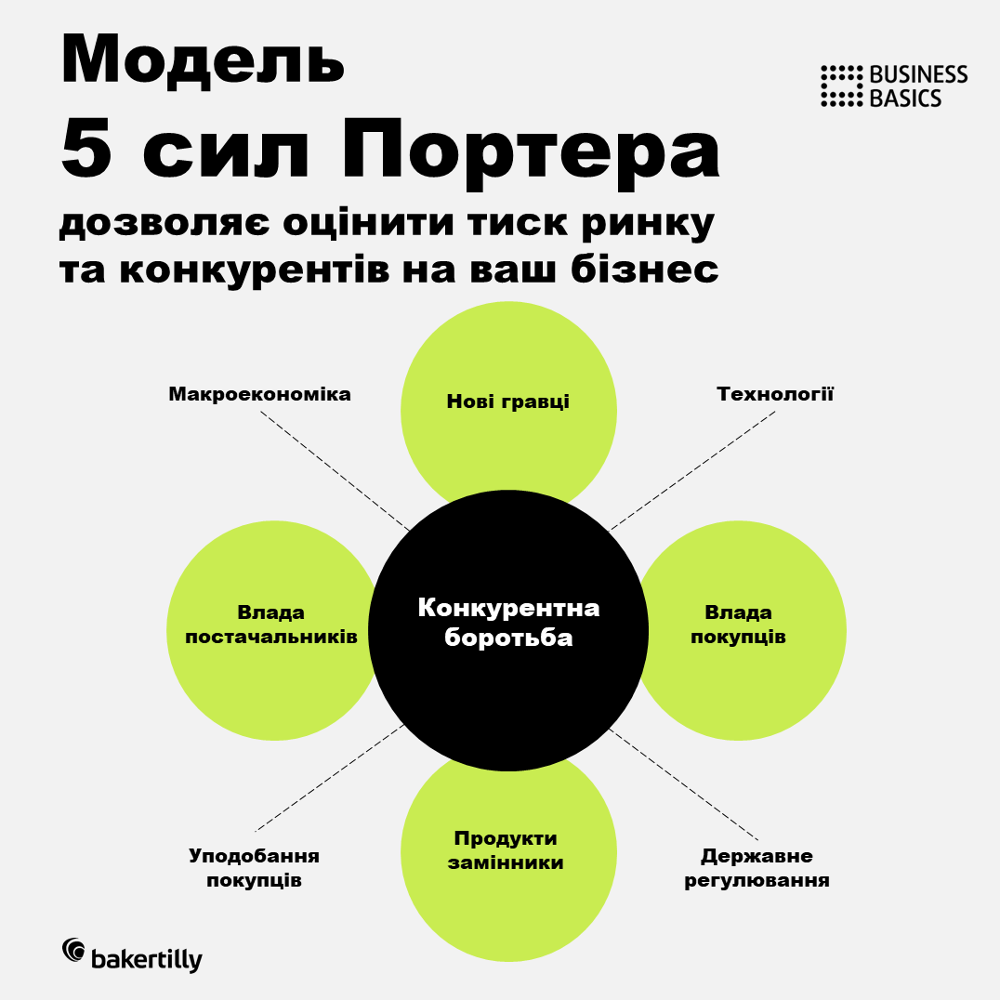 Модель
5 сил Портера
дозволяє оцінити тиск ринку
та конкурентів на ваш бізнес
BUSINESS
BASICS
Макроекономіка
Нові гравці
Технології
Влада
постачальників
Конкурентна
боротьба
Влада
покупців
Уподобання
покупців
Продукти
замінники
Державне
регулювання
bakertilly